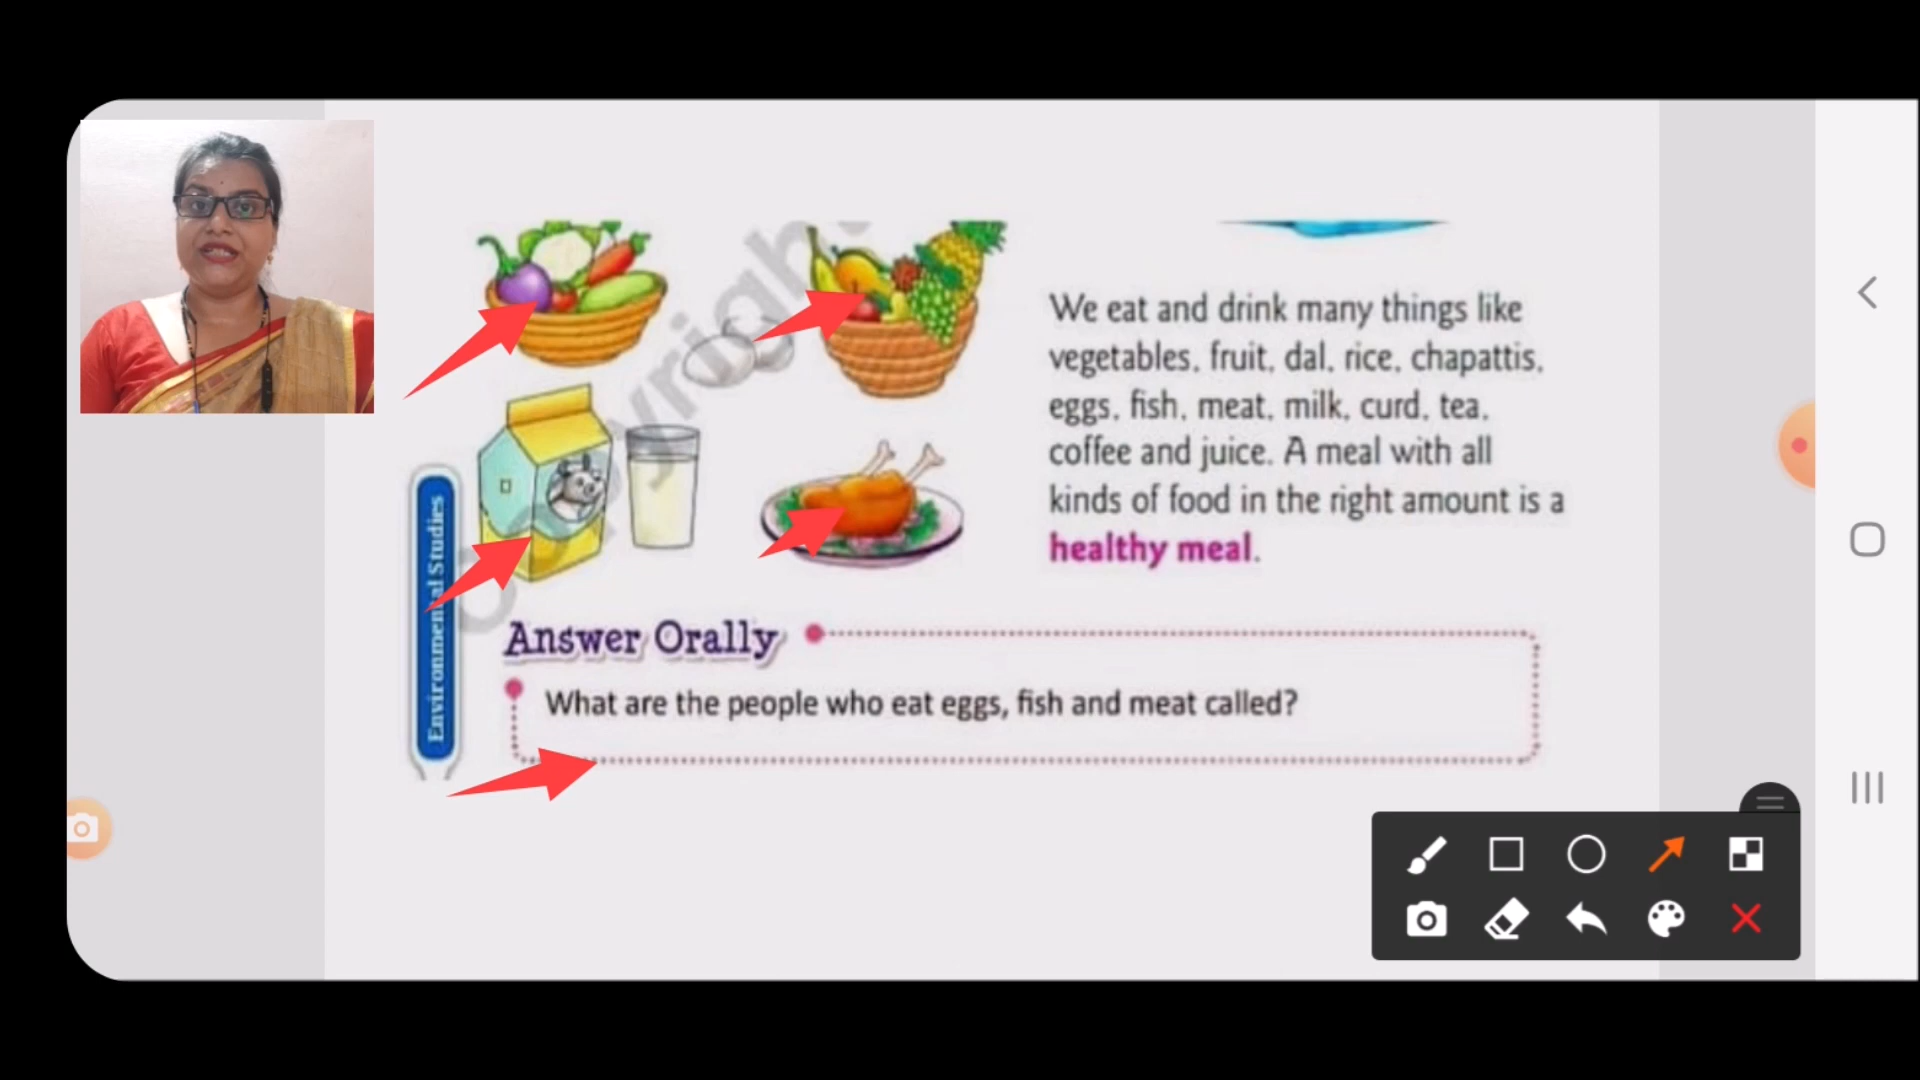 Copyright
We eat and drink many things like
vegetables, fruit, dal, rice, chapattis,
eggs, fish, meat, milk, curd, tea,
coffee and juice. A meal with all
kinds of food in the right amount is a
healthy meal.
Environmental Studies
Answer Orally
What are the people who eat eggs, fish and meat called?